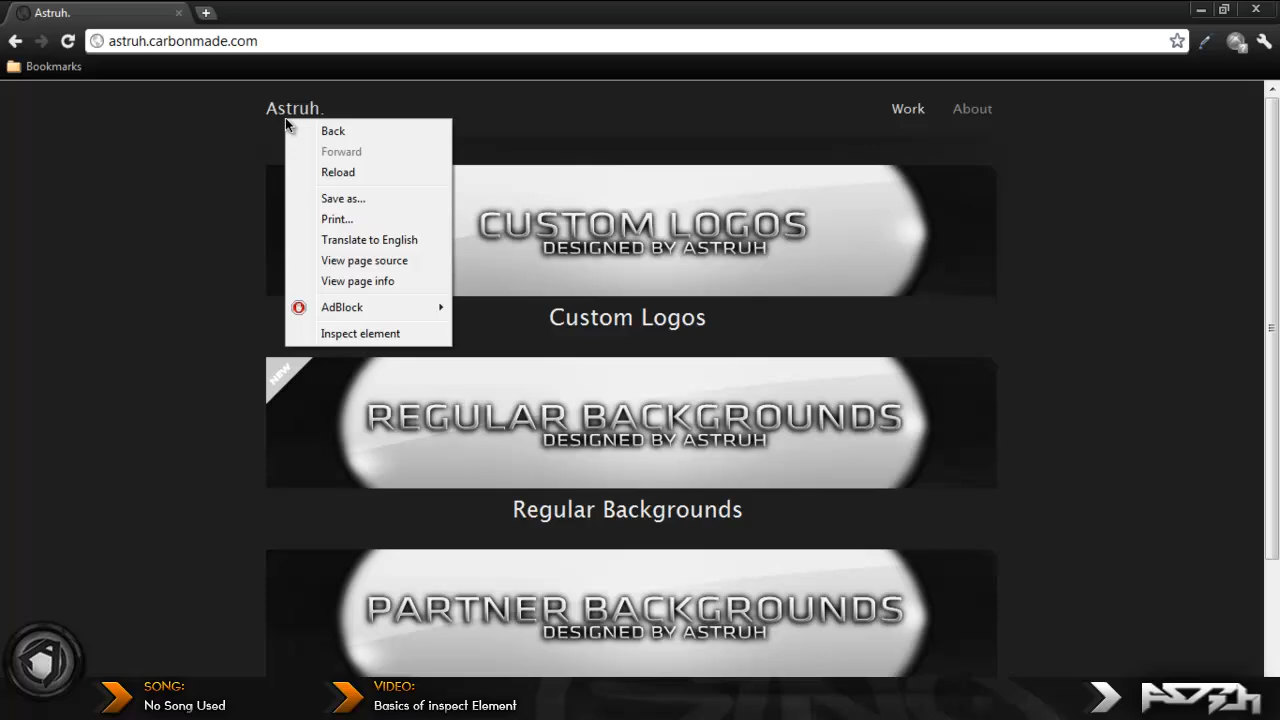 Astruh.
astruh.carbonmade.com
Bookmarks
Astruh.
Work
About
Back
Forward
Reload
Save as...
Print...
Translate to English
View page source
View page info
AdBlock
Inspect element
CUSTOM LOGOS
DESIGNED BY ASTRUH
Custom Logos
NEW
REGULAR BACKGROUNDS
DESIGNED BY ASTRUH
Regular Backgrounds
PARTNER BACKGROUNDS
DESIGNED BY ASTRUH
SONG:
No Song Used
VIDEO:
Basics of inspect Element
ASTRUH